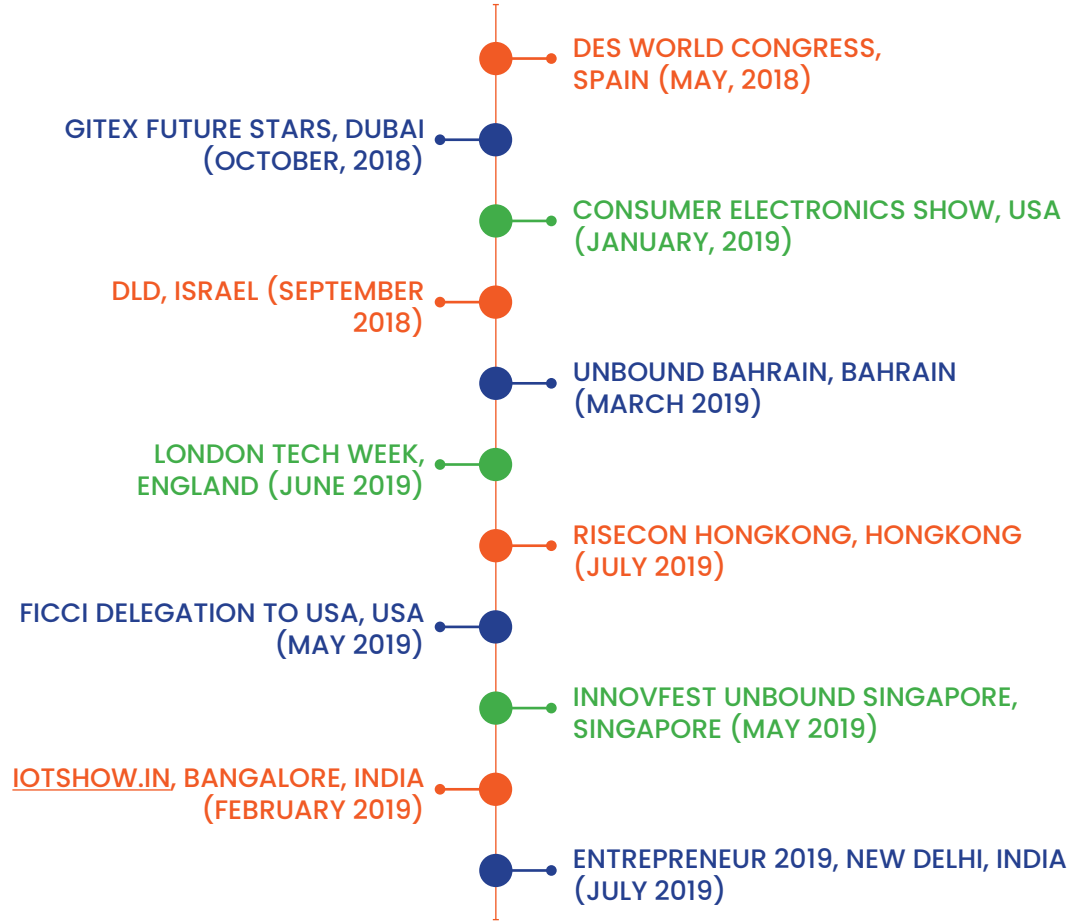 DES WORLD CONGRESS,
SPAIN (MAY, 2018)
GITEX FUTURE STARS, DUBAI
(OCTOBER, 2018)
CONSUMER ELECTRONICS SHOW, USA
(JANUARY, 2019)
DLD, ISRAEL (SEPTEMBER
2018)
UNBOUND BAHRAIN, BAHRAIN
(MARCH 2019)
LONDON TECH WEEK,
ENGLAND (JUNE 2019)
RISECON HONGKONG, HONGKONG
(JULY 2019)
FICCI DELEGATION TO USA, USA
(MAY 2019)
INNOVFEST UNBOUND SINGAPORE,
SINGAPORE (MAY 2019)
IOTSHOW.IN, BANGALORE, INDIA
(FEBRUARY 2019)
ENTREPRENEUR 2019, NEW DELHI, INDIA
(JULY 2019)